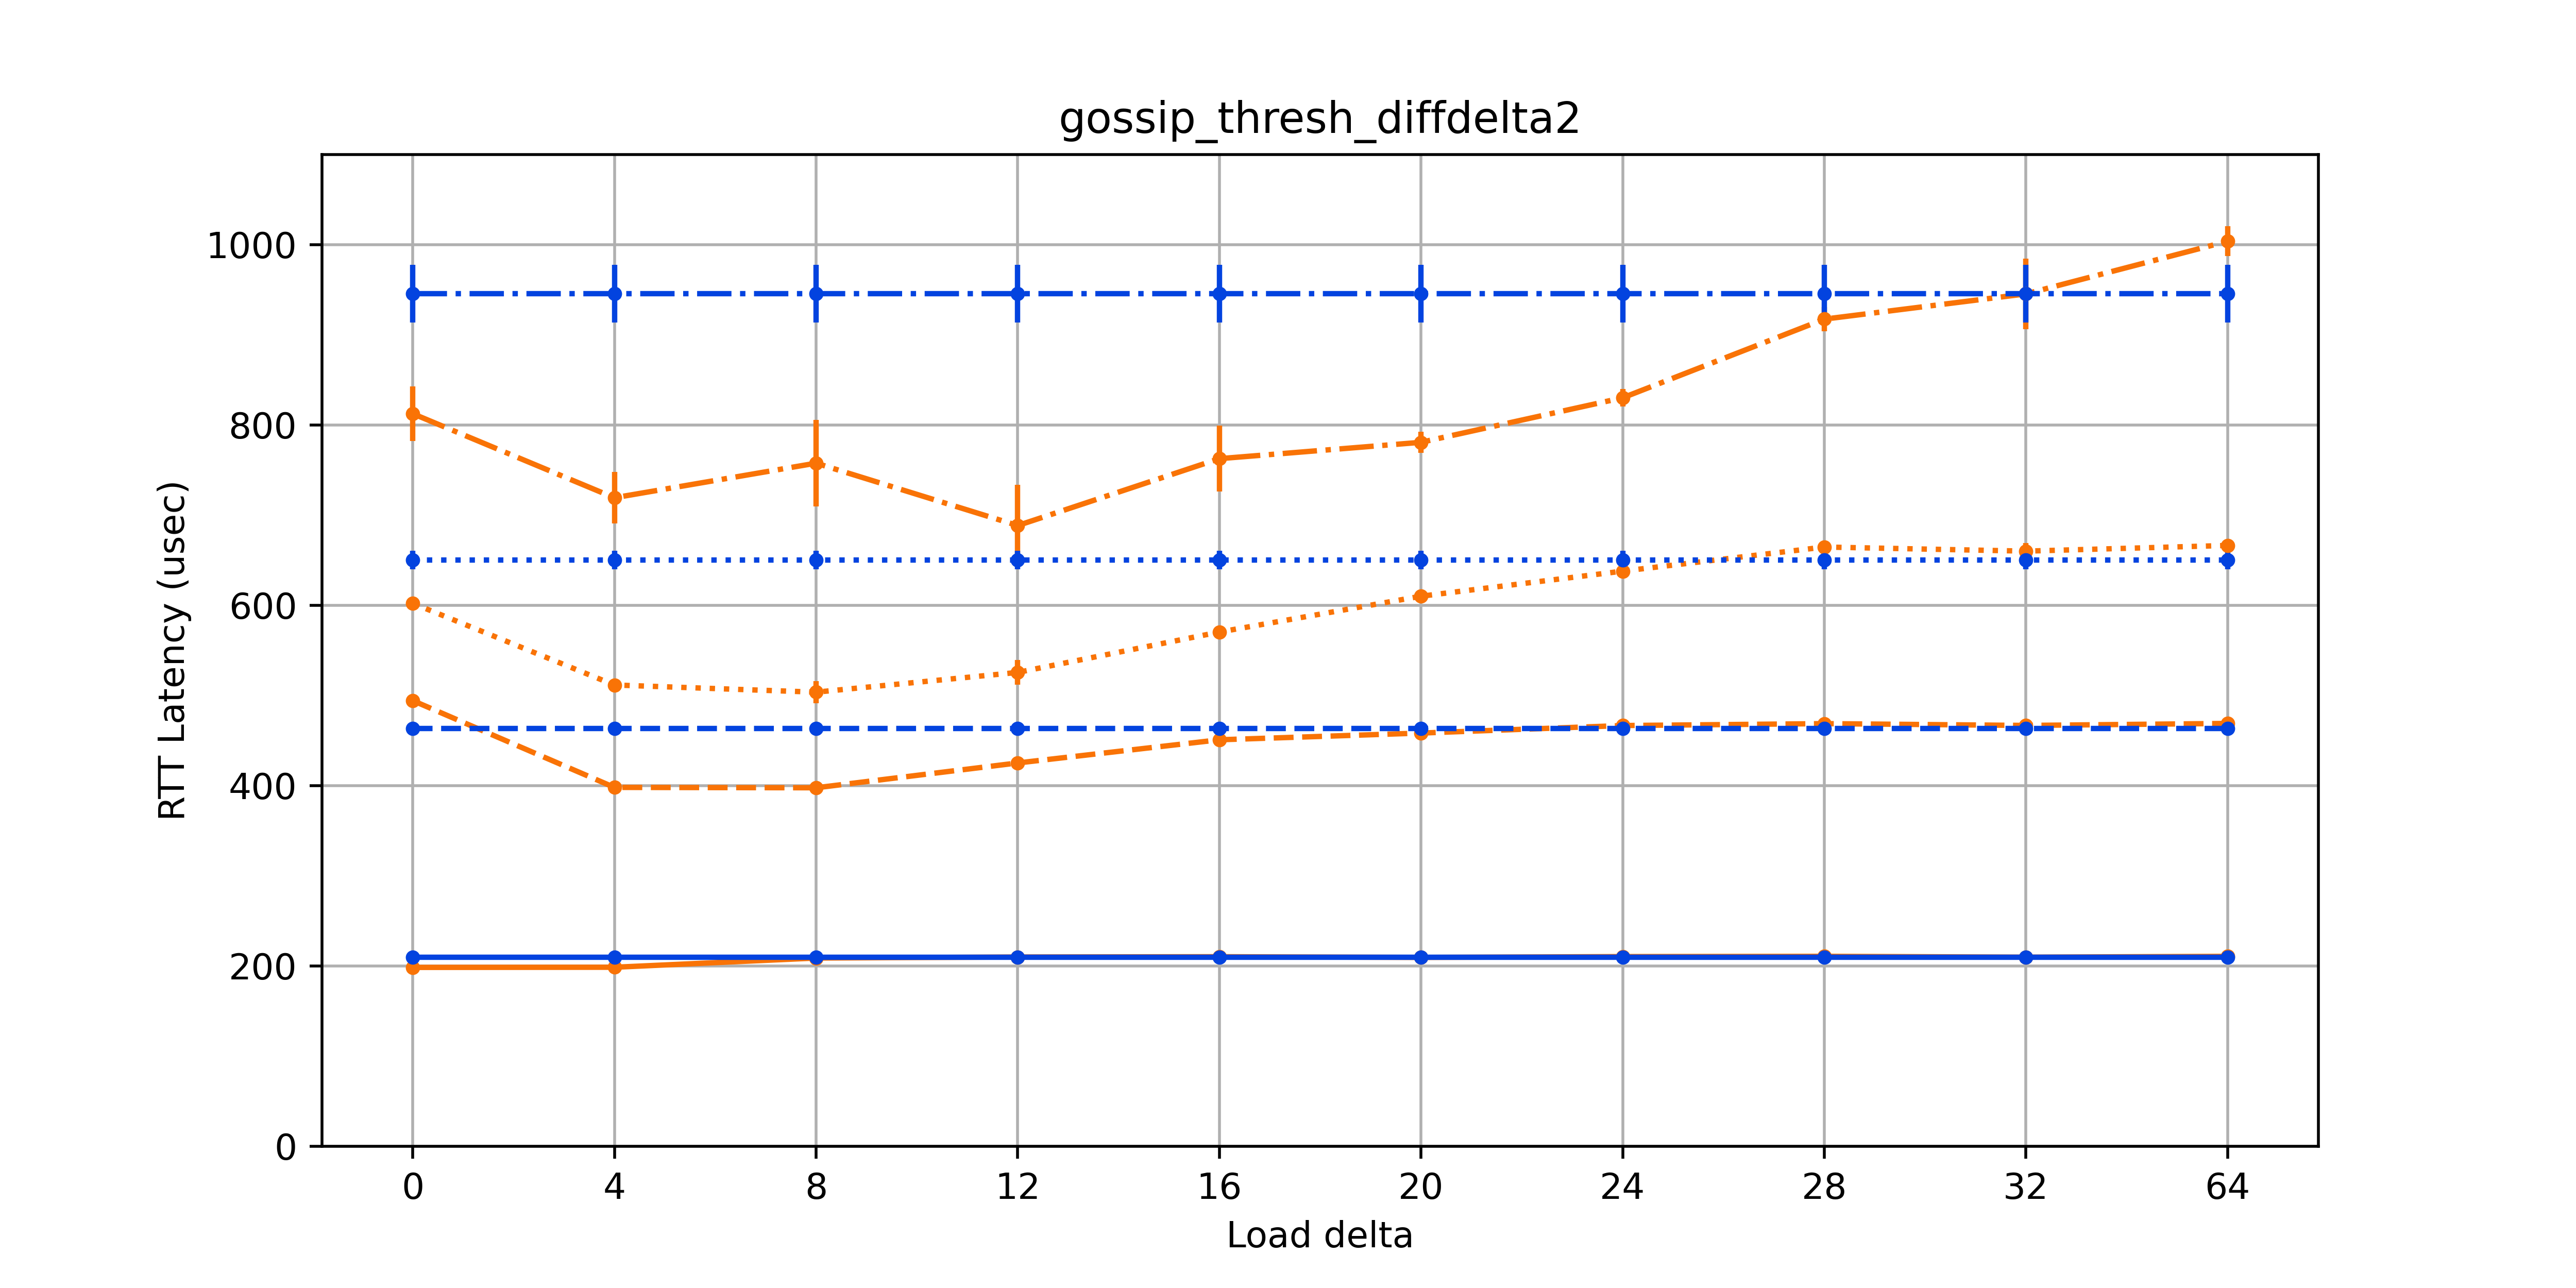 gossip_thresh_diffdelta2
1000
800
600
400
200
0
RTT Latency (usec)
0 4 8 12 16 20 24 28 32 64
Load delta